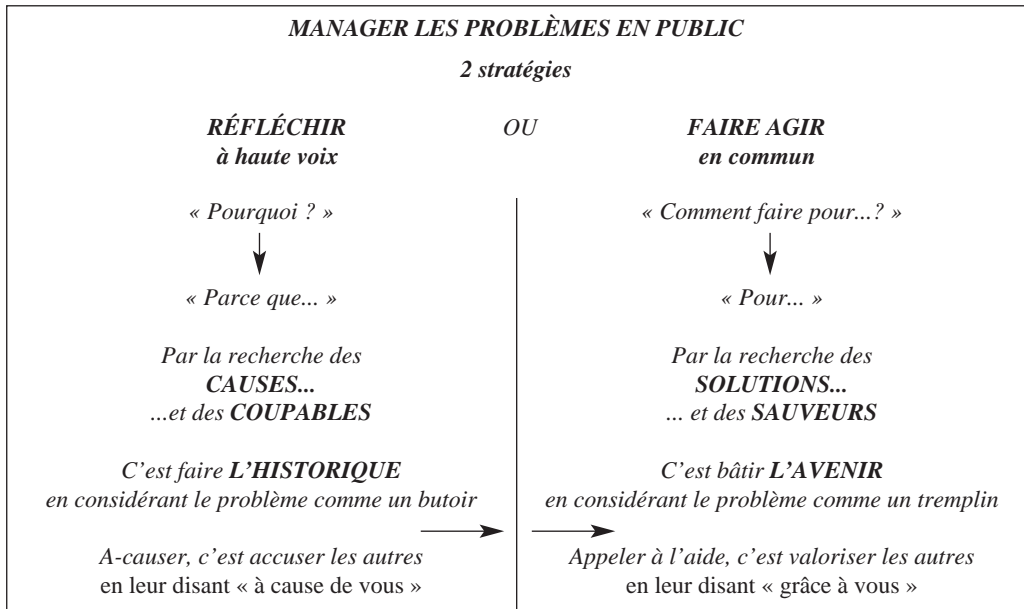 MANAGER LES PROBLÈMES EN PUBLIC
2 stratégies
RÉFLÉCHIR
à haute voix
OU
FAIRE AGIR
en commun
« Pourquoi ? »
« Parce que... »
Par la recherche des
CAUSES...
...et des COUPABLES
C’est faire L’HISTORIQUE
en considérant le problème comme un butoir
A-causer, c’est accuser les autres
en leur disant « à cause de vous »
« Comment faire pour...? »
« Pour... »
Par la recherche des
SOLUTIONS...
... et des SAUVEURS
C’est bâtir L’AVENIR
en considérant le problème comme un tremplin
Appeler à l’aide, c’est valoriser les autres
en leur disant « grâce à vous »